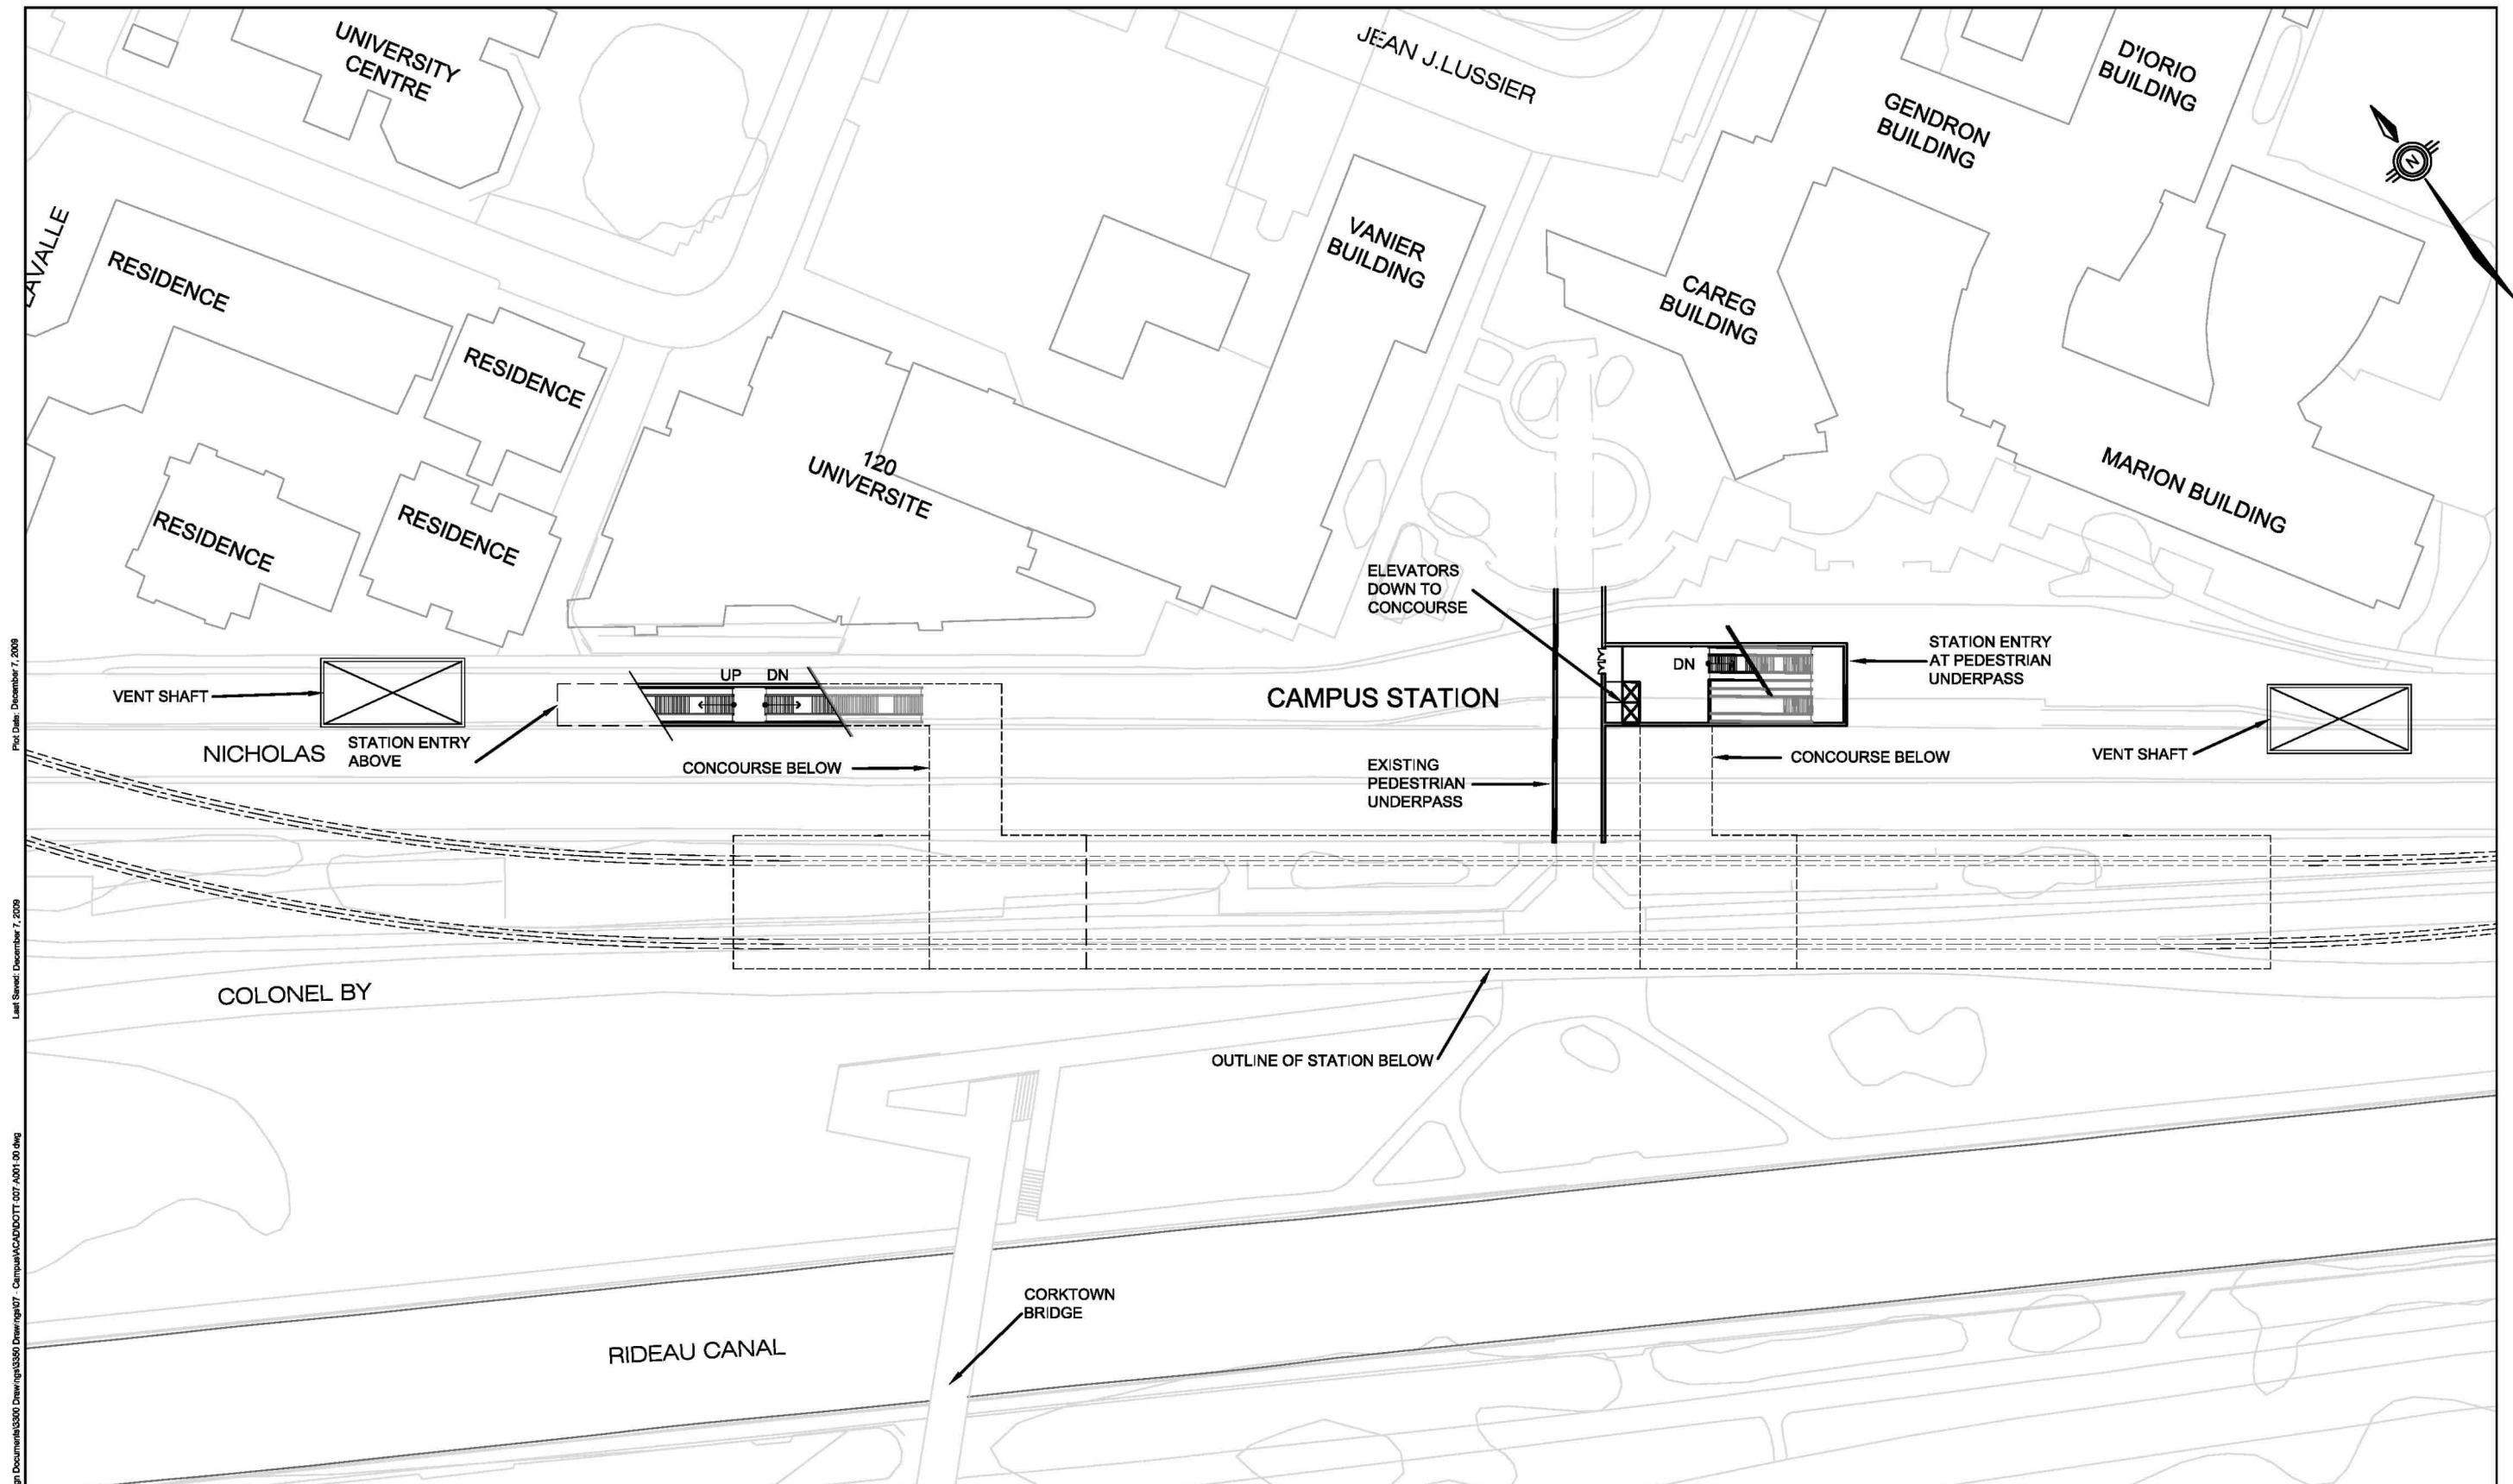 UNIVERSITY
CENTRE
JEAN J.LUSSIER
D'IORIO
BUILDING
GENDRON
BUILDING
N
VANIER
BUILDING
RESIDENCE
CAREG
BUILDING
RESIDENCE
120
UNIVERSITE
MARION BUILDING
RESIDENCE
RESIDENCE
ELEVATORS
DOWN TO
CONCOURSE
STATION ENTRY
AT PEDESTRIAN
UNDERPASS
UP
DN
DN
VENT SHAFT
CAMPUS STATION
NICHOLAS
STATION ENTRY
ABOVE
CONCOURSE BELOW
EXISTING
PEDESTRIAN
UNDERPASS
CONCOURSE BELOW
VENT SHAFT
COLONEL BY
OUTLINE OF STATION BELOW
CORKTOWN
BRIDGE
RIDEAU CANAL
Plot Date: December 7, 2009
Last Saved: December 7, 2009